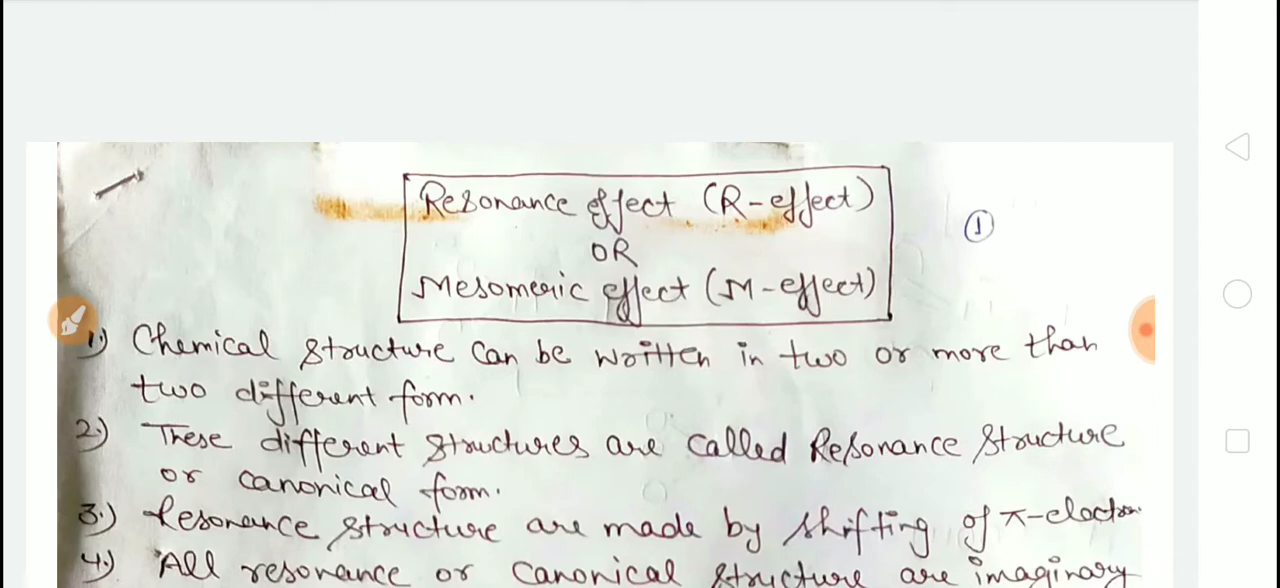 Resonance effect (R-effect)
OR
Mesomeric effect (M-effect)
1
1.) Chemical structure can be written in two or more than
two different form.
2.) These different structures are called Resonance structure
or canonical form.
3.) Resonance structure are made by shifting of π-electron
4.) All resonance or canonical structure are imaginary